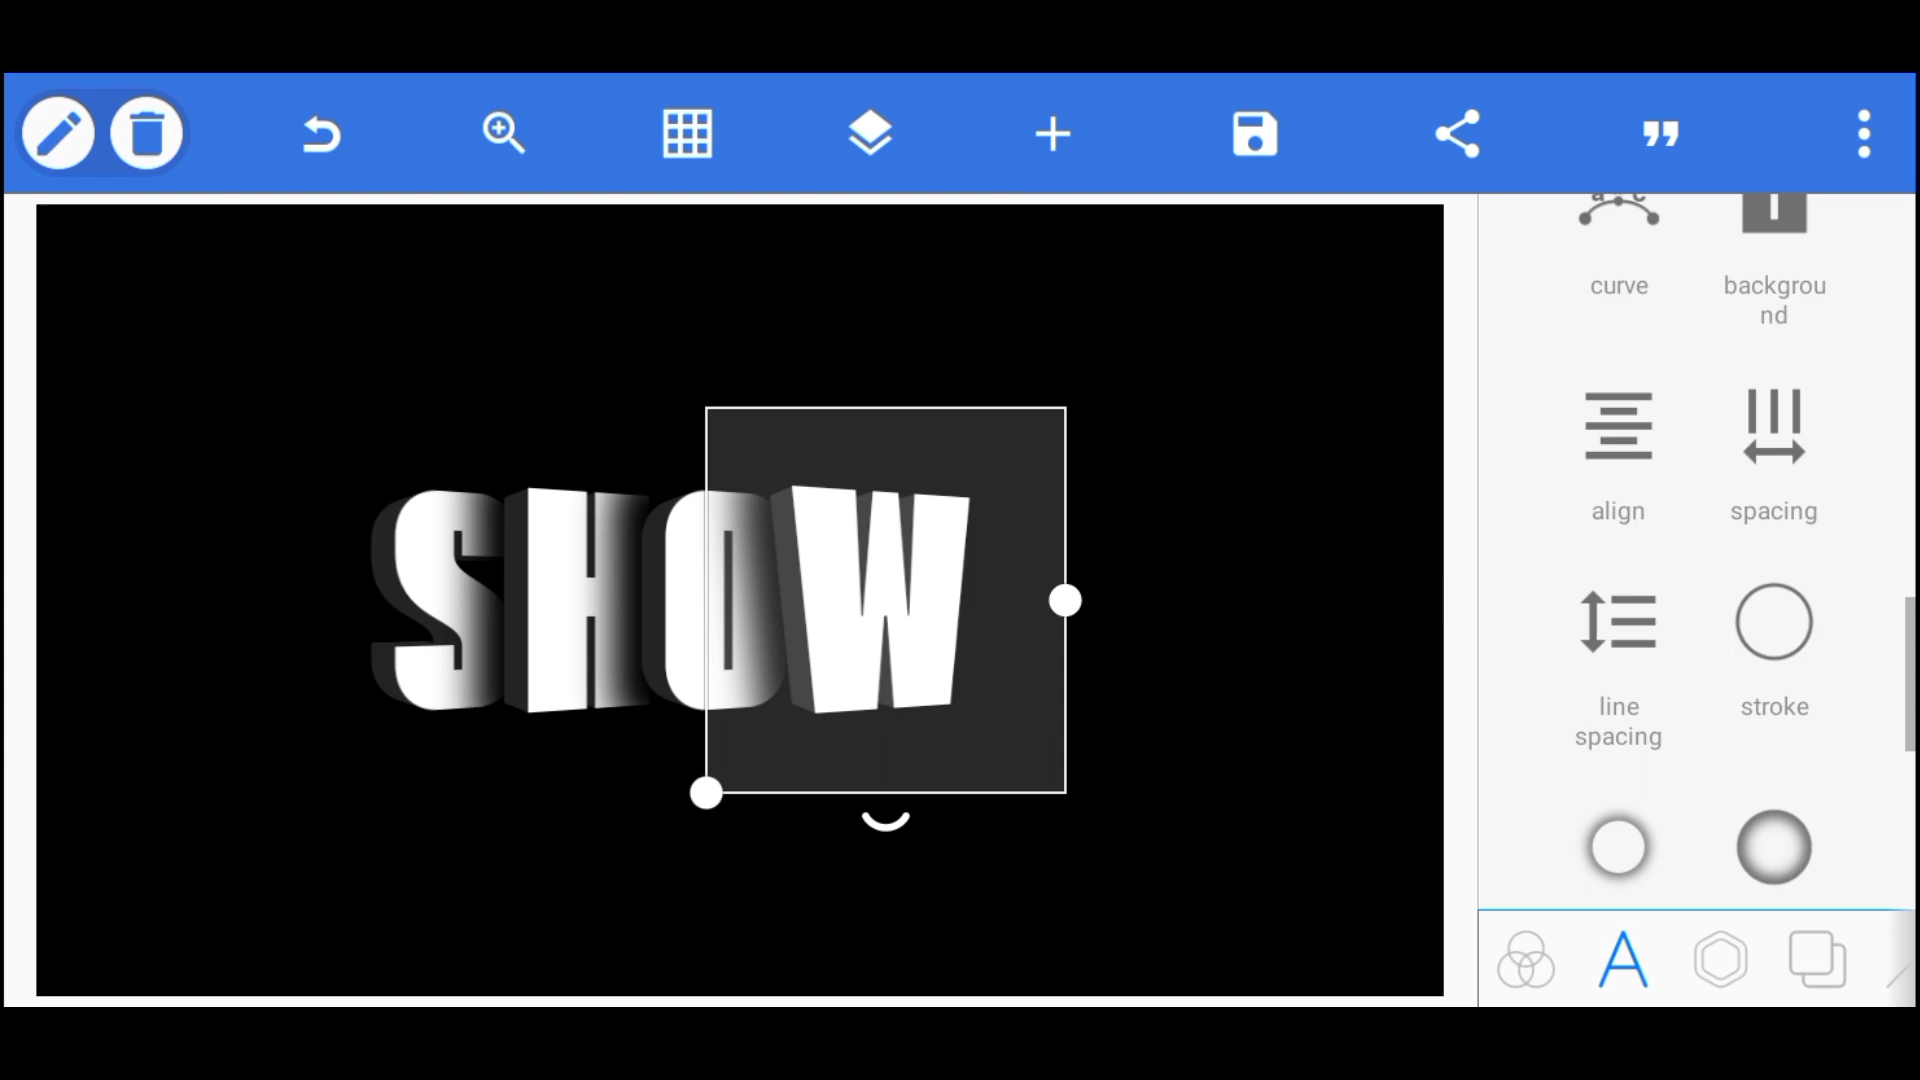 a c
curve
backgrou
nd
SHOW
align
spacing
line
spacing
stroke
A